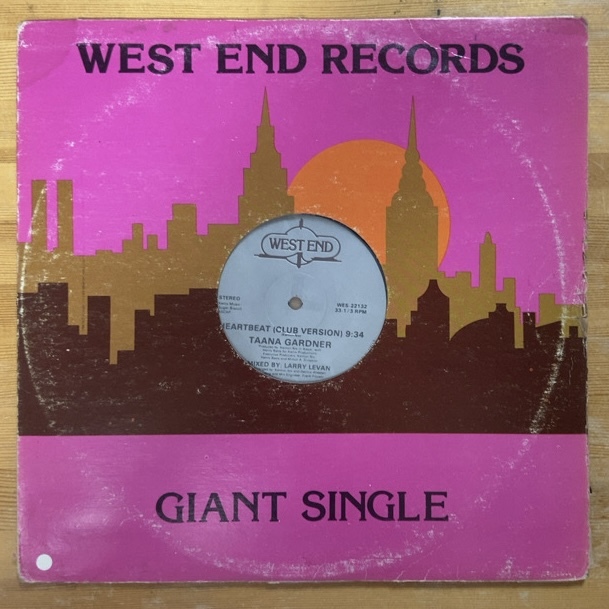 WEST END RECORDS
WEST END
STEREO
WES 22132
33 1/3 RPM
HEARTBEAT (CLUB VERSION) 9:34
TAANA GARDNER
MIXED BY: LARRY LEVAN
GIANT SINGLE